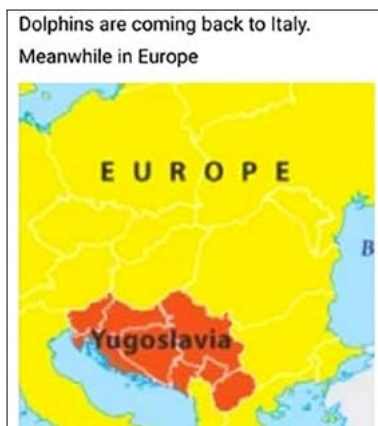 Dolphins are coming back to Italy.
Meanwhile in Europe
EUROPE
B
Yugoslavia